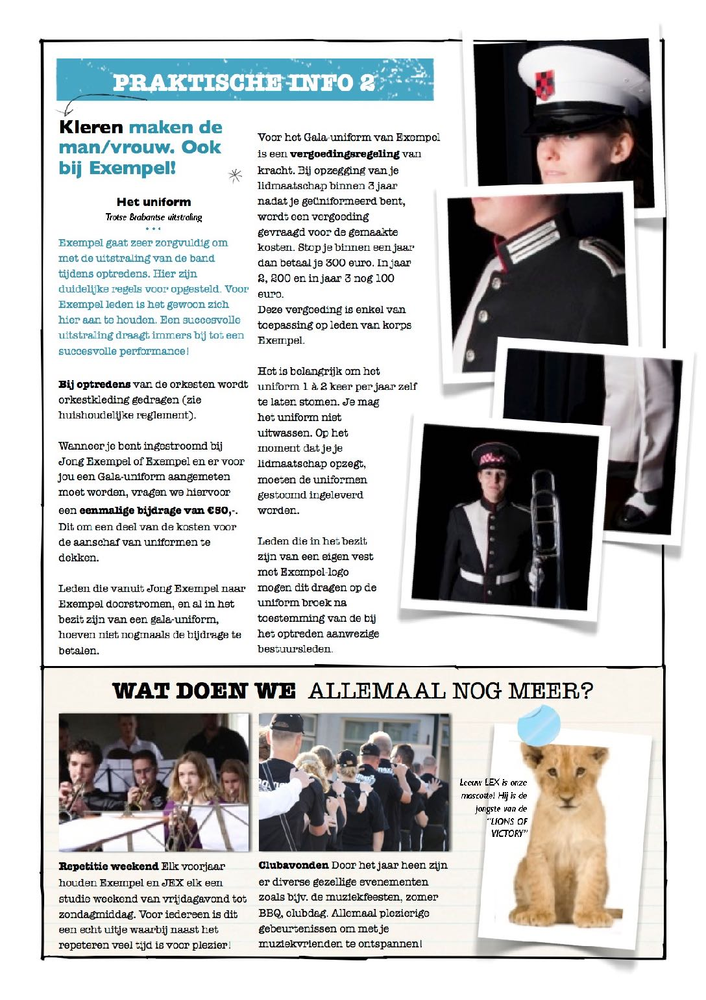 PRAKTISCHE INFO 2
Kleren maken de
man/vrouw. Ook
bij Exempel!
Het uniform
Trotse Brabantse uitstraling
Exempel gaat zeer zorgvuldig om
met de uitstraling van de band
tijdens optredens. Hier zijn
duidelijke regels voor opgesteld. Voor
Exempel leden is het gewoon zich
hier aan te houden. Een succesvolle
uitstraling draagt immers bij tot een
succesvolle performance!
Bij optredens van de orkesten wordt
orkestkleding gedragen (zie
huishoudelijke reglement).
Wanneer je bent ingestroomd bij
Jong Exempel of Exempel en er voor
jou een Gala-uniform aangemeten
moet worden, vragen we hiervoor
een eenmalige bijdrage van €50,-.
Dit om een deel van de kosten voor
de aanschaf van uniformen te
dekken.
Leden die vanuit Jong Exempel naar
Exempel doorstromen, en al in het
bezit zijn van een gala-uniform,
hoeven niet nogmaals de bijdrage te
betalen.
Voor het Gala-uniform van Exempel
is een vergoedingsregeling van
kracht. Bij opzegging van je
lidmaatschap binnen 3 jaar
nadat je geüniformeerd bent,
wordt een vergoeding
gevraagd voor de gemaakte
kosten. Stop je binnen een jaar
dan betaal je 300 euro. In jaar
2, 200 en in jaar 3 nog 100
euro.
Deze vergoeding is enkel van
toepassing op leden van korps
Exempel.
Het is belangrijk om het
uniform 1 à 2 keer per jaar zelf
te laten stomen. Je mag
het uniform niet
uitwassen. Op het
moment dat je je
lidmaatschap opzegt,
moeten de uniformen
gestoomd ingeleverd
worden.
Leden die in het bezit
zijn van een eigen vest
met Exempel-logo
mogen dit dragen op de
uniform broek na
toestemming van de bij
het optreden aanwezige
bestuursleden.
WAT DOEN WE ALLEMAAL NOG MEER?
Repetitie weekend Elk voorjaar
houden Exempel en JEX elk een
studie weekend van vrijdagavond tot
zondagmiddag. Voor iedereen is dit
een echt uitje waarbij naast het
repeteren veel tijd is voor plezier!
Clubavonden Door het jaar heen zijn
er diverse gezellige evenementen
zoals bijv. de muziekfeesten, zomer
BBQ, clubdag. Allemaal plezierige
gebeurtenissen om met je
muziekvrienden te ontspannen!
Leeuw LEX is onze
mascotte! Hij is de
jongste van de
"LIONS OF
VICTORY"